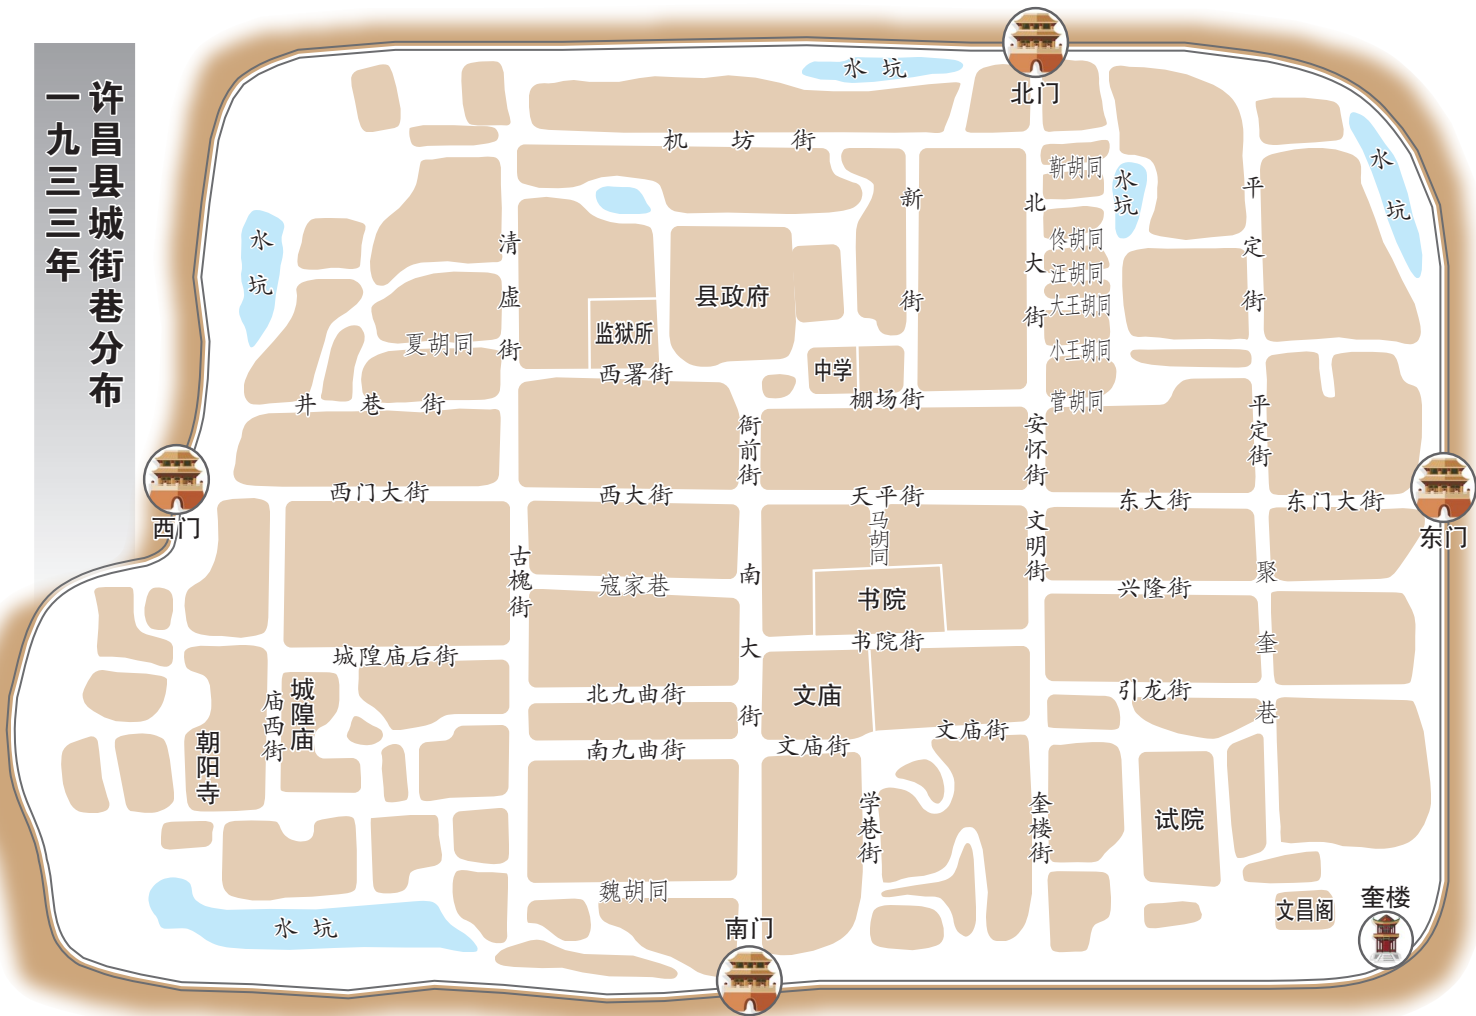 许昌县城街巷分布
一九三三年
北门
水坑
机坊街
靳胡同
水坑
水坑
新街
北大街
平定街
佟胡同
汪胡同
大王胡同
小王胡同
菅胡同
水坑
清虚街
县政府
监狱所
夏胡同
西署街
中学
棚场街
井巷街
衙前街
安怀街
平定街
西门
西门大街
西大街
天平街
东大街
东门大街
东门
马胡同
文明街
古槐街
寇家巷
南大街
书院
兴隆街
聚奎巷
书院街
城隍庙后街
城隍庙
庙西街
北九曲街
文庙
引龙街
朝阳寺
南九曲街
文庙街
文庙街
学巷街
奎楼街
试院
魏胡同
水坑
南门
文昌阁
奎楼